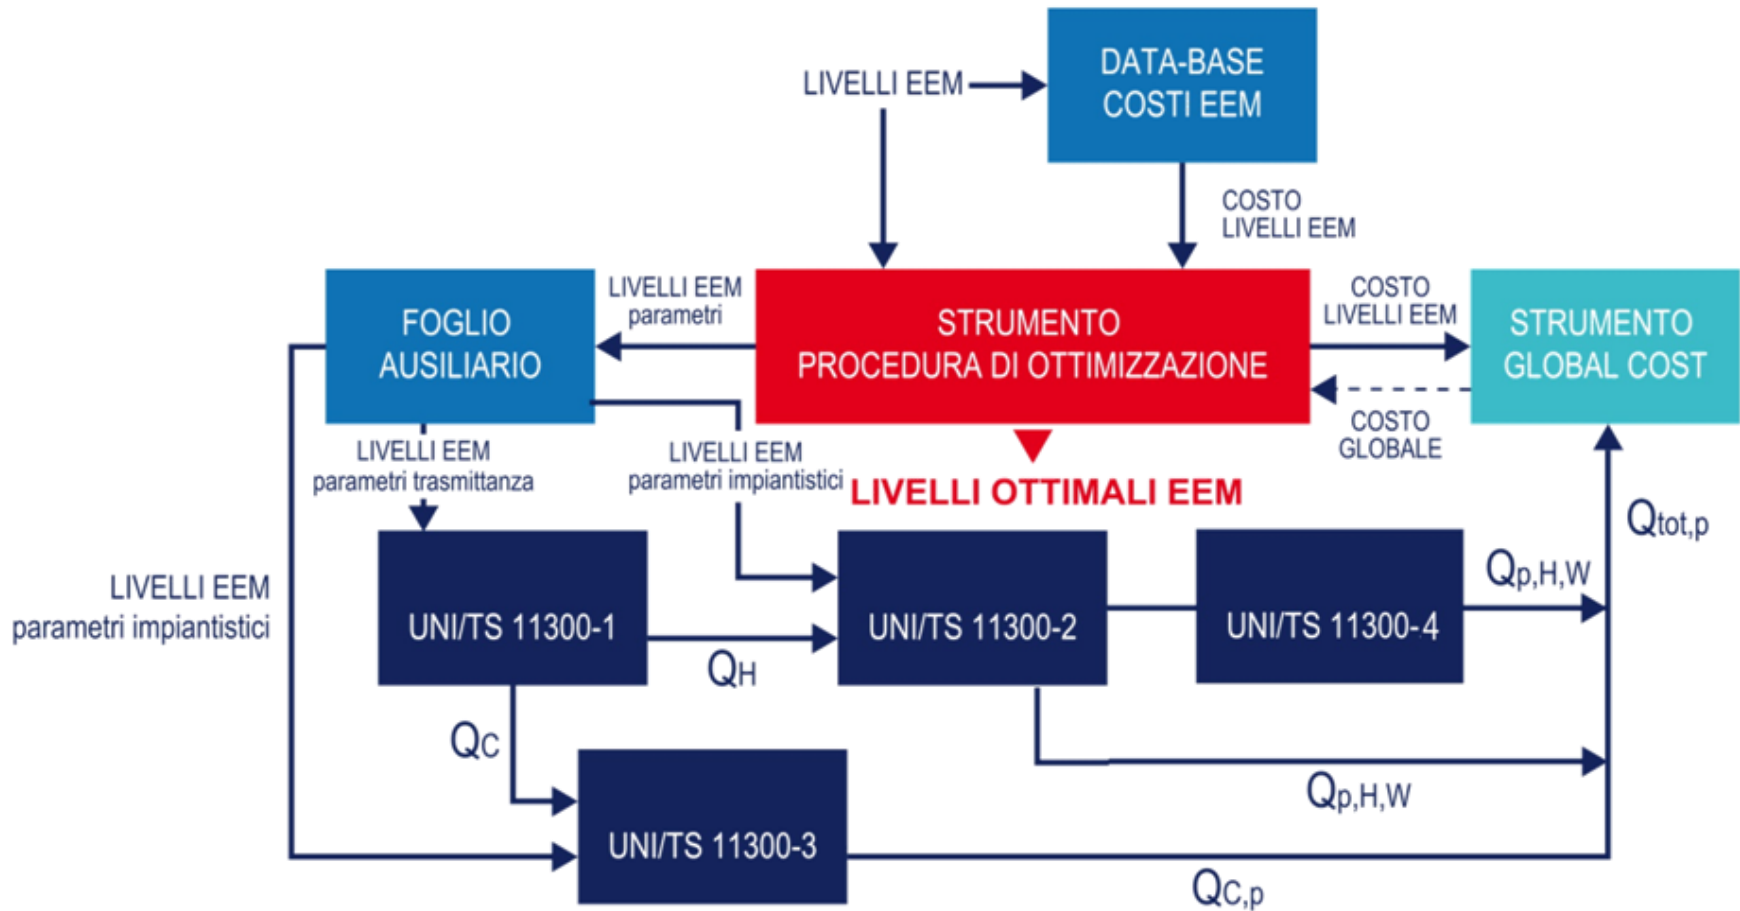 LIVELLI EEM
DATA-BASE
COSTI EEM
COSTO
LIVELLI EEM
FOGLIO
AUSILIARIO
LIVELLI EEM
parametri
STRUMENTO
PROCEDURA DI OTTIMIZZAZIONE
COSTO
LIVELLI EEM
STRUMENTO
GLOBAL COST
COSTO
GLOBALE
LIVELLI EEM
parametri trasmittanza
LIVELLI EEM
parametri impiantistici
LIVELLI OTTIMALI EEM
Qtot,p
LIVELLI EEM
parametri impiantistici
UNI/TS 11300-1
QH
UNI/TS 11300-2
UNI/TS 11300-4
Qp,H,W
QC
Qp,H,W
UNI/TS 11300-3
QC,p